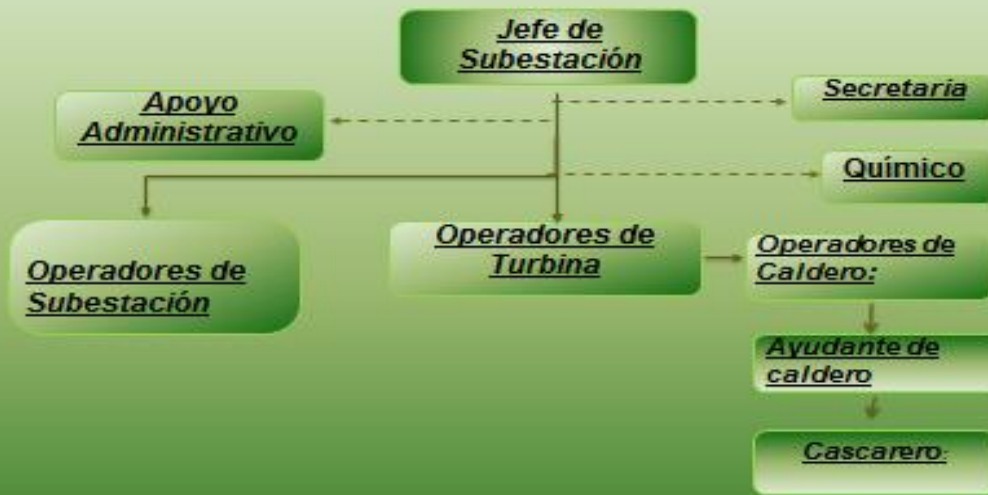 Jefe de
Subestación
Apoyo
Administrativo
Secretaria
Químico
Operadores de
Subestación
Operadores de
Turbina
Operadores de
Caldero:
Ayudante de
caldero
Cascarero: